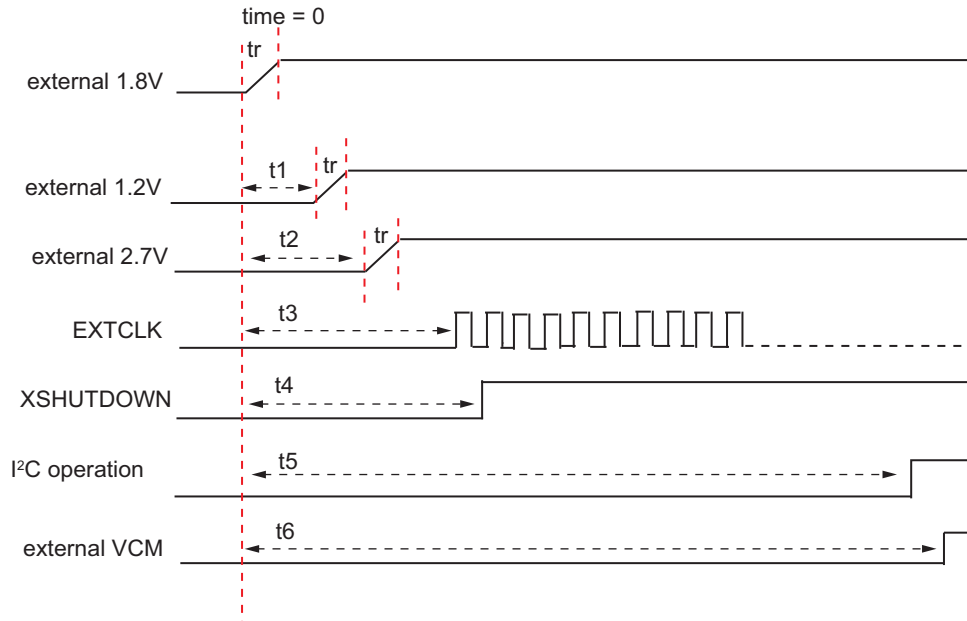 time = 0
tr
external 1.8V
t1
tr
external 1.2V
t2
tr
external 2.7V
t3
EXTCLK
t4
XSHUTDOWN
t5
I²C operation
t6
external VCM